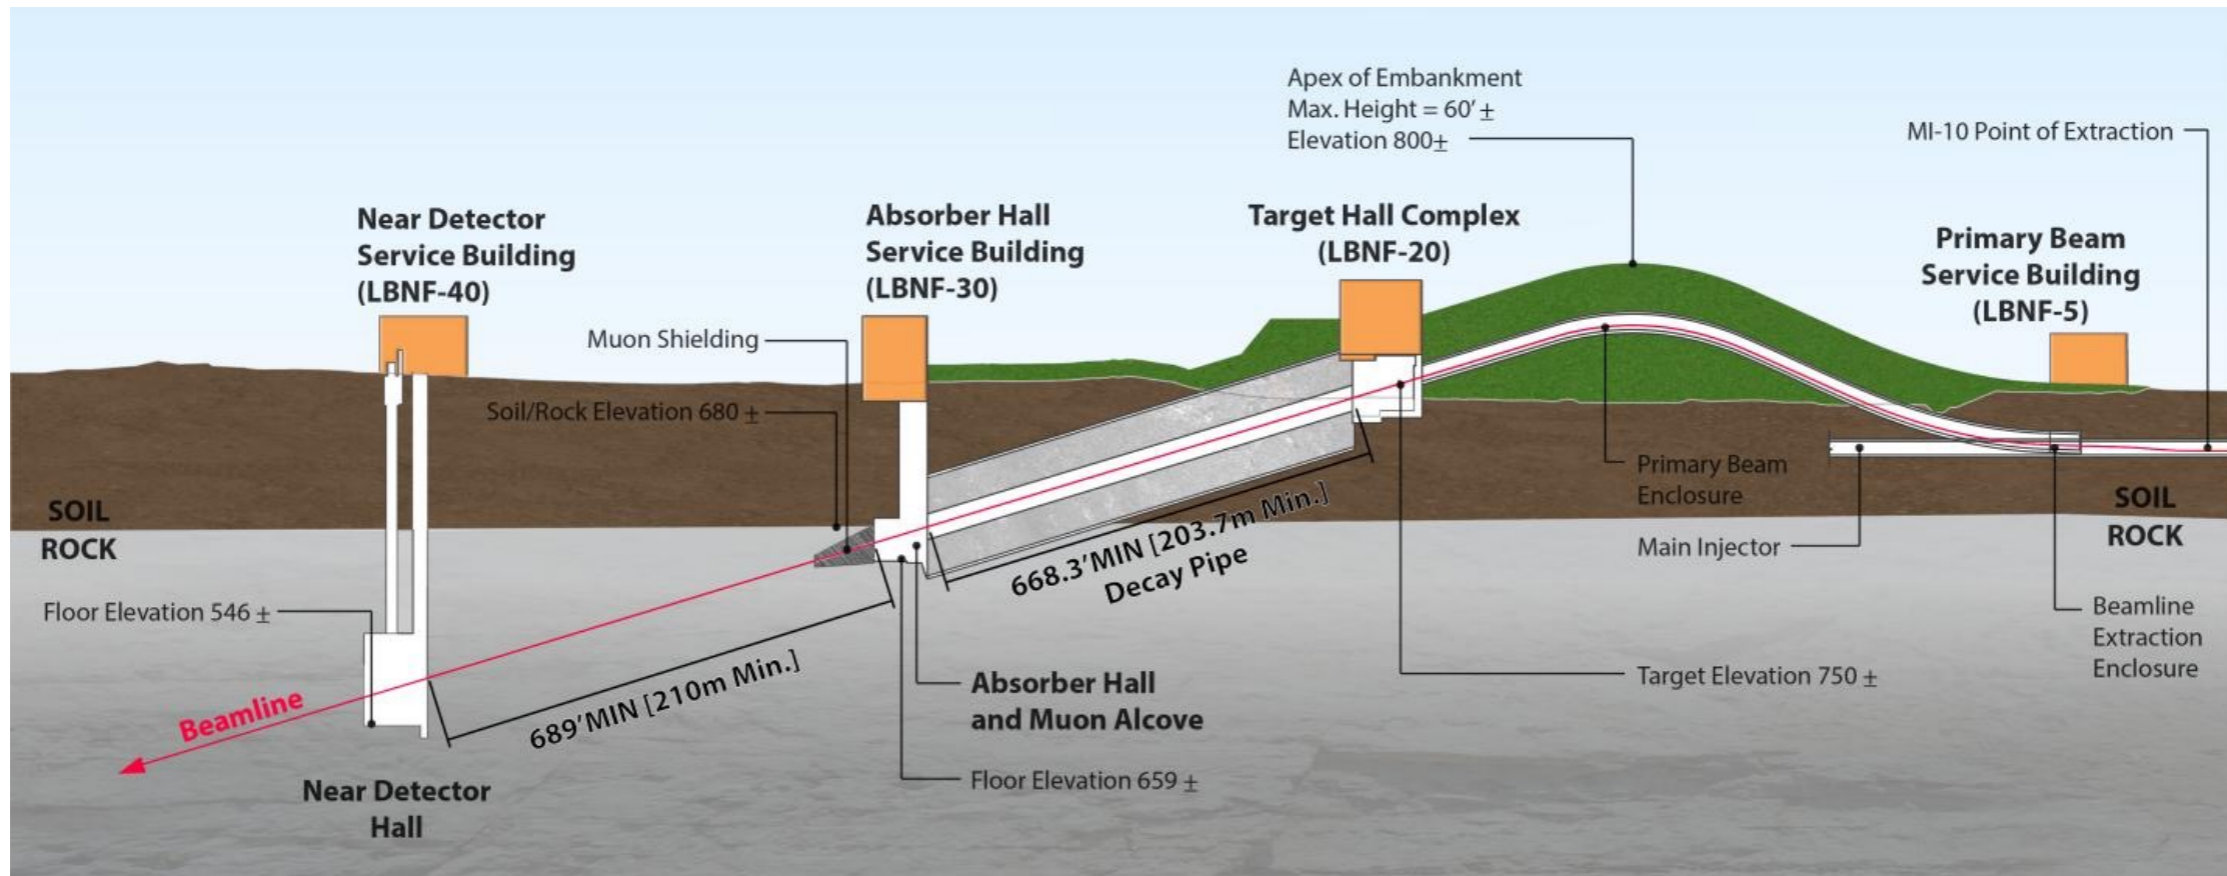 Apex of Embankment
Max. Height = 60' ±
Elevation 800±
MI-10 Point of Extraction
Near Detector
Service Building
(LBNF-40)
Absorber Hall
Service Building
(LBNF-30)
Target Hall Complex
(LBNF-20)
Primary Beam
Service Building
(LBNF-5)
Muon Shielding
Soil/Rock Elevation 680 ±
SOIL
ROCK
Primary Beam
Enclosure
SOIL
ROCK
668.3'MIN [203.7m Min.]
Decay Pipe
Main Injector
Floor Elevation 546 ±
Beamline
Extraction
Enclosure
689'MIN [210m Min.]
Absorber Hall
and Muon Alcove
Target Elevation 750 ±
Beamline
Floor Elevation 659 ±
Near Detector
Hall